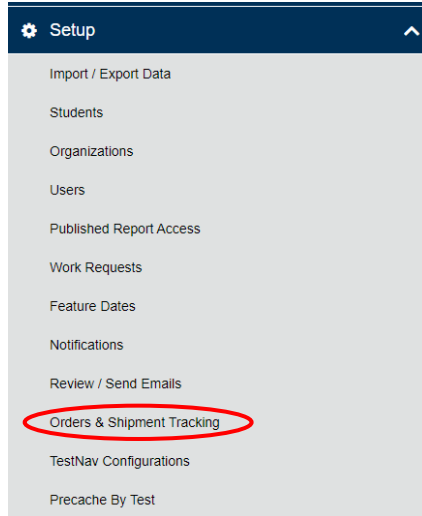 Setup
Import / Export Data
Students
Organizations
Users
Published Report Access
Work Requests
Feature Dates
Notifications
Review / Send Emails
Orders & Shipment Tracking
TestNav Configurations
Precache By Test